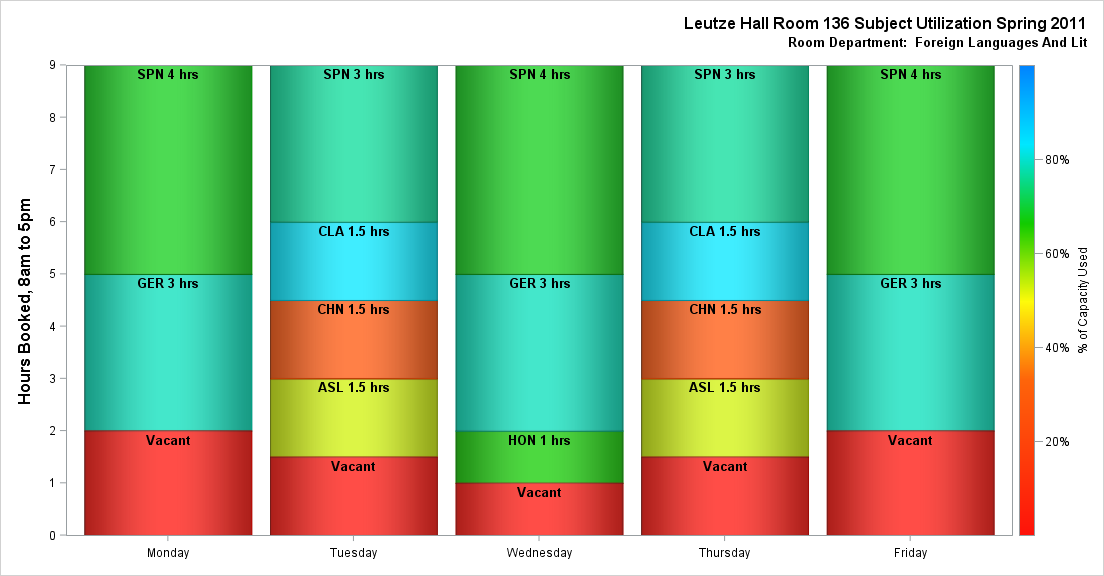 Leutze Hall Room 136 Subject Utilization Spring 2011
Room Department:  Foreign Languages And Lit
Hours Booked, 8am to 5pm
9
8
7
6
5
4
3
2
1
0
SPN 4 hrs
GER 3 hrs
Vacant
Monday
SPN 3 hrs
CLA 1.5 hrs
CHN 1.5 hrs
ASL 1.5 hrs
Vacant
Tuesday
SPN 4 hrs
GER 3 hrs
HON 1 hrs
Vacant
Wednesday
SPN 3 hrs
CLA 1.5 hrs
CHN 1.5 hrs
ASL 1.5 hrs
Vacant
Thursday
SPN 4 hrs
GER 3 hrs
Vacant
Friday
80%
60%
40%
20%
% of Capacity Used